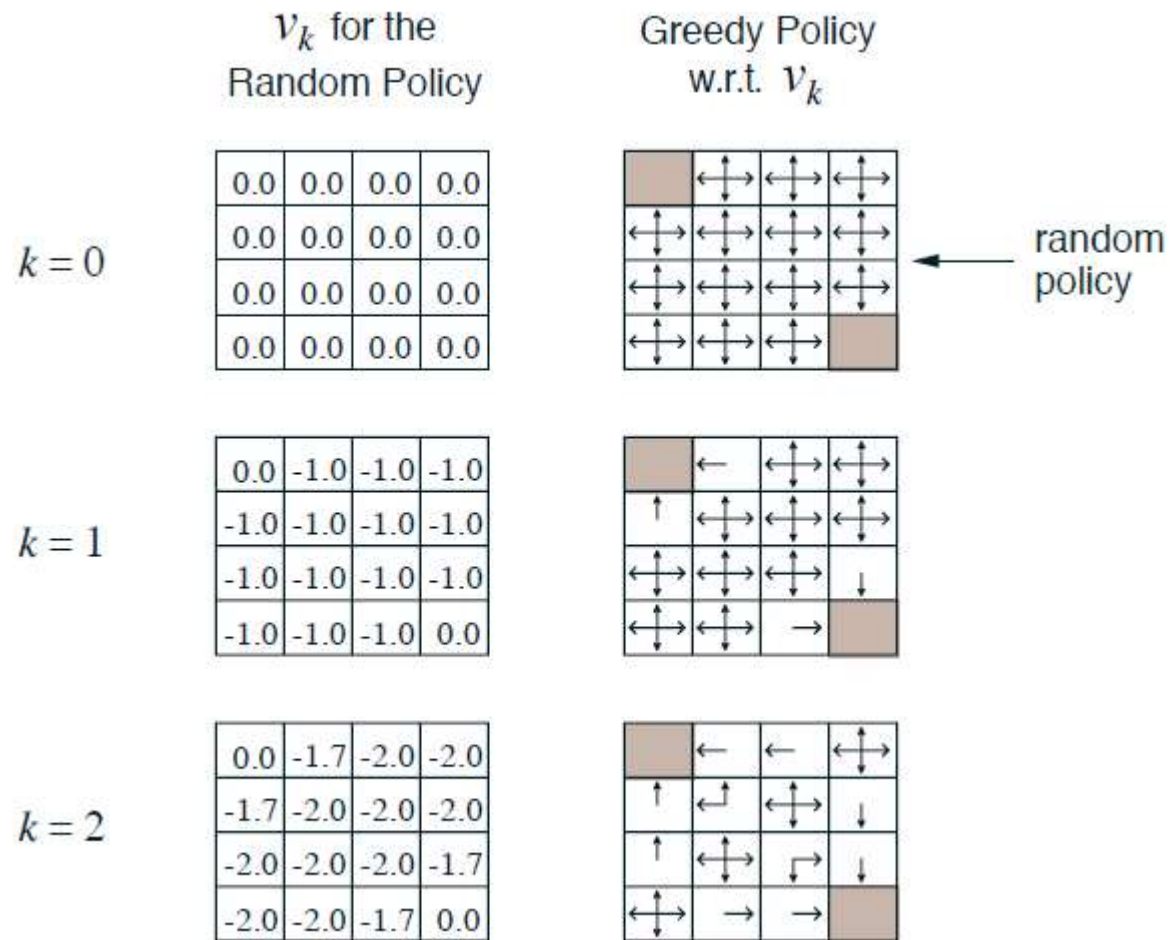 v_k for the
Random Policy
Greedy Policy
w.r.t. v_k
k = 0
0.0 0.0 0.0 0.0
0.0 0.0 0.0 0.0
0.0 0.0 0.0 0.0
0.0 0.0 0.0 0.0
random
policy
k = 1
0.0 -1.0 -1.0 -1.0
-1.0 -1.0 -1.0 -1.0
-1.0 -1.0 -1.0 -1.0
-1.0 -1.0 -1.0 0.0
k = 2
0.0 -1.7 -2.0 -2.0
-1.7 -2.0 -2.0 -2.0
-2.0 -2.0 -2.0 -1.7
-2.0 -2.0 -1.7 0.0